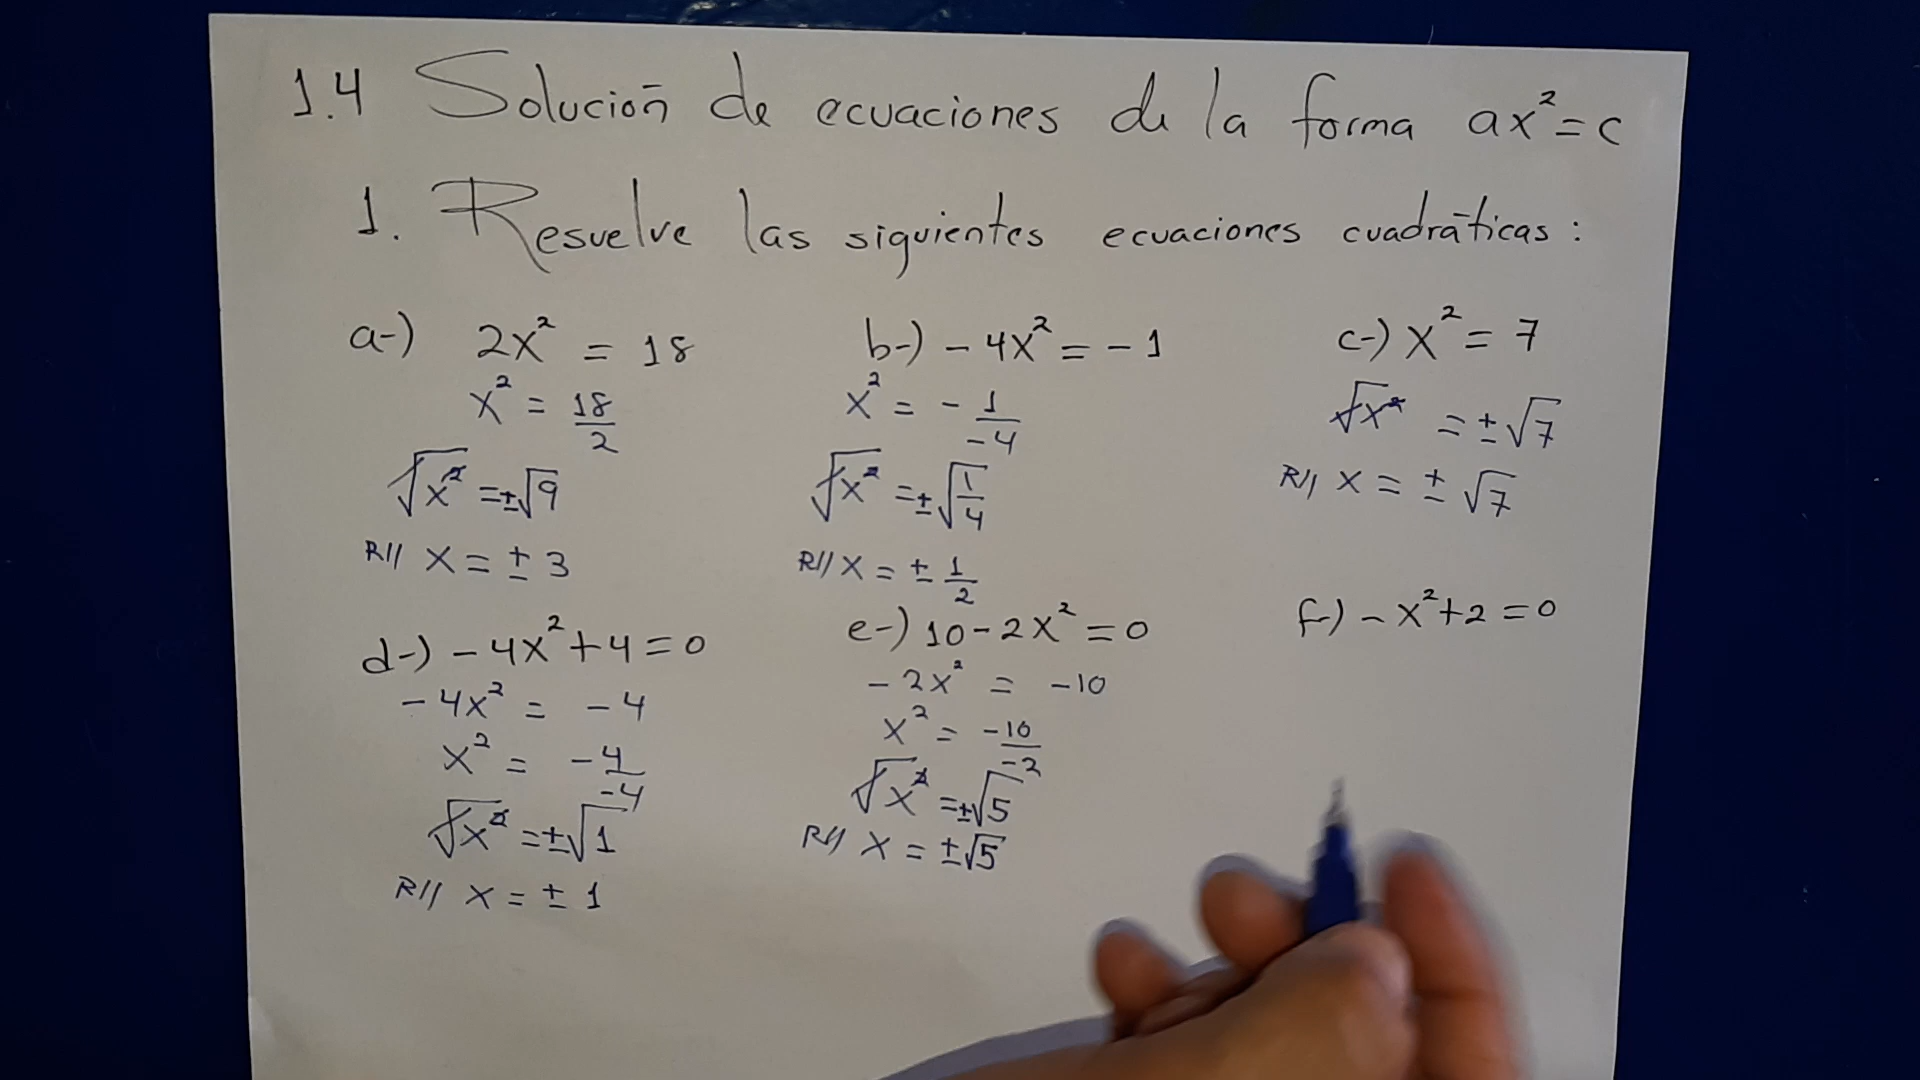 1.4 Solución de ecuaciones de la forma ax²=c
1. Resuelve las siguientes ecuaciones cuadráticas:
a-) 2x² = 18
x² = 18/2
√x² = ±√9
R// x = ± 3
b-) -4x² = -1
x² = -1/-4
√x² = ±√1/4
R// x = ± 1/2
c-) x² = 7
√x² = ±√7
R// x = ± √7
d-) -4x²+4=0
-4x² = -4
x² = -4/-4
√x² = ±√1
R// x = ± 1
e-) 10-2x²=0
-2x² = -10
x² = -10/-2
√x² = ±√5
R// x = ±√5
f-) -x²+2=0